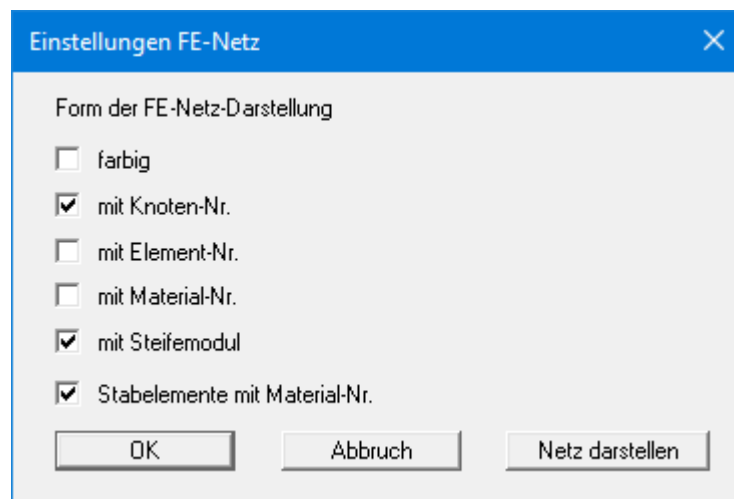 Einstellungen FE-Netz
Form der FE-Netz-Darstellung
farbig
mit Knoten-Nr.
mit Element-Nr.
mit Material-Nr.
mit Steifemodul
Stabelemente mit Material-Nr.
OK Abbruch Netz darstellen